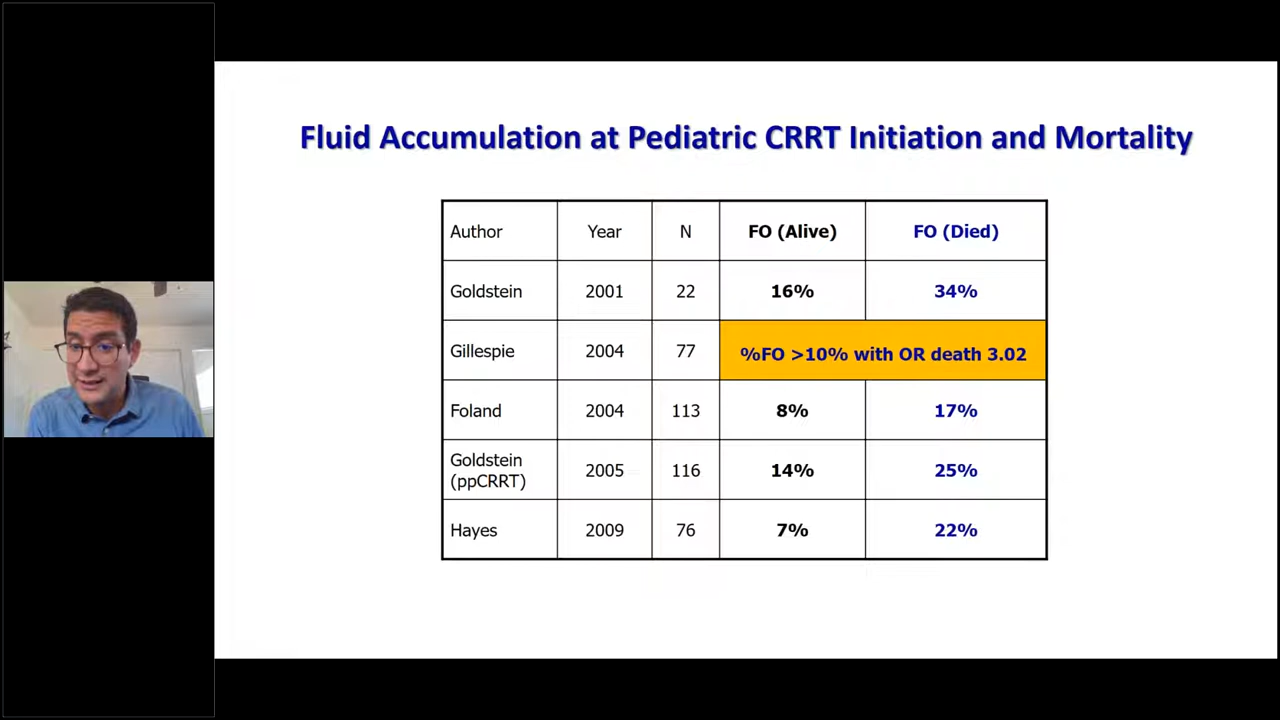 Fluid Accumulation at Pediatric CRRT Initiation and Mortality
Author Year N FO (Alive) FO (Died)
Goldstein 2001 22 16% 34%
Gillespie 2004 77 %FO >10% with OR death 3.02
Foland 2004 113 8% 17%
Goldstein
(ppCRRT) 2005 116 14% 25%
Hayes 2009 76 7% 22%